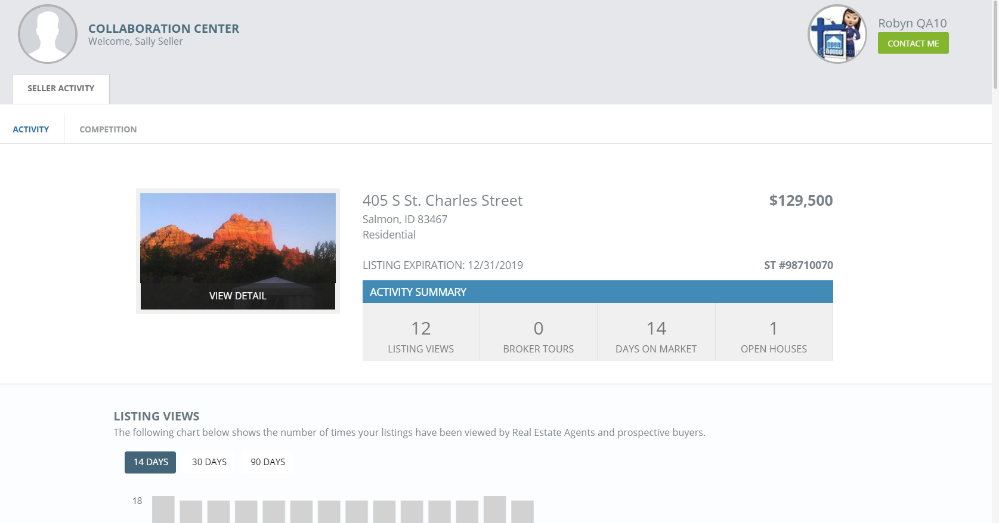 COLLABORATION CENTER
Welcome, Sally Seller
Robyn QA10
CONTACT ME
open
house
SELLER ACTIVITY
ACTIVITY
COMPETITION
405 S St. Charles Street
$129,500
Salmon, ID 83467
Residential
LISTING EXPIRATION: 12/31/2019
ST #98710070
VIEW DETAIL
ACTIVITY SUMMARY
12
0
14
1
LISTING VIEWS
BROKER TOURS
DAYS ON MARKET
OPEN HOUSES
LISTING VIEWS
The following chart below shows the number of times your listings have been viewed by Real Estate Agents and prospective buyers.
14 DAYS
30 DAYS
90 DAYS
18